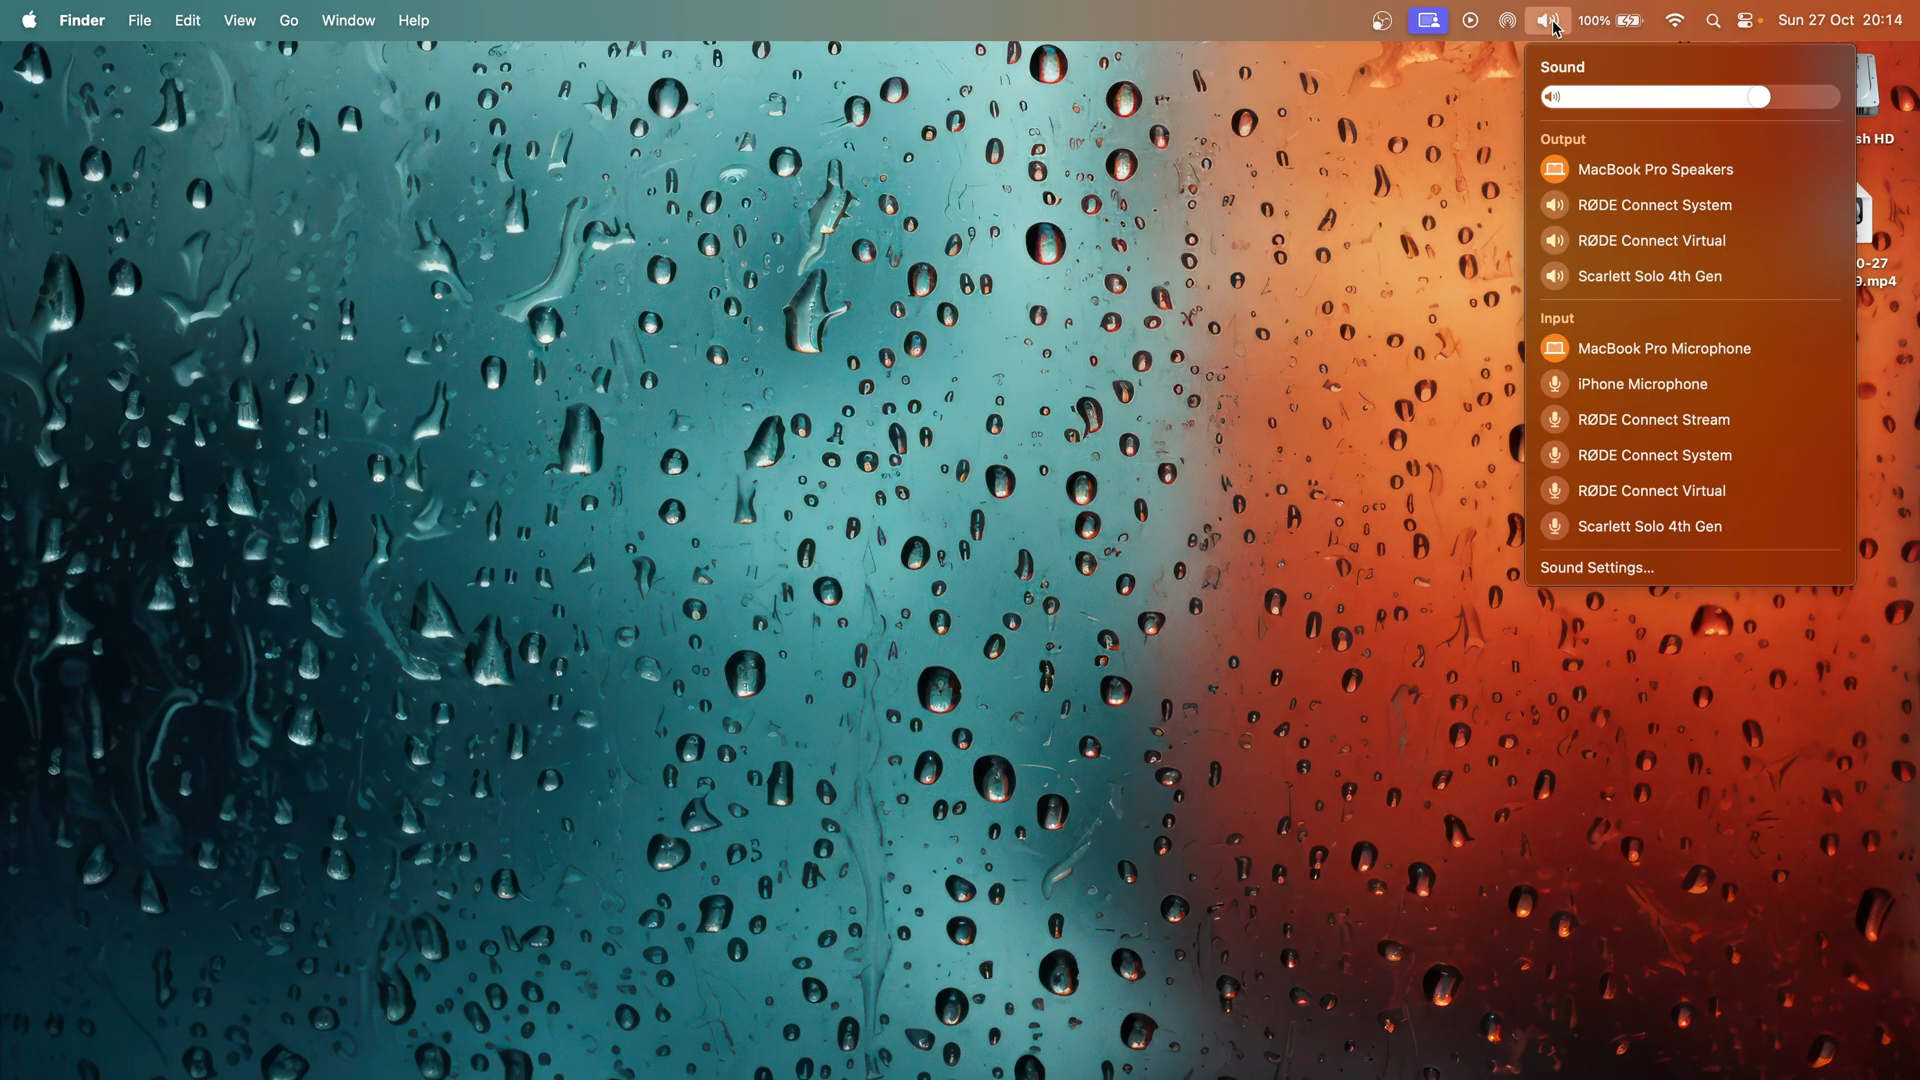 Finder File Edit View Go Window Help 100% Sun 27 Oct 20:14
Sound
Output
MacBook Pro Speakers
RØDE Connect System
RØDE Connect Virtual
Scarlett Solo 4th Gen
Input
MacBook Pro Microphone
iPhone Microphone
RØDE Connect Stream
RØDE Connect System
RØDE Connect Virtual
Scarlett Solo 4th Gen
Sound Settings...
sh HD
0-27
9.mp4